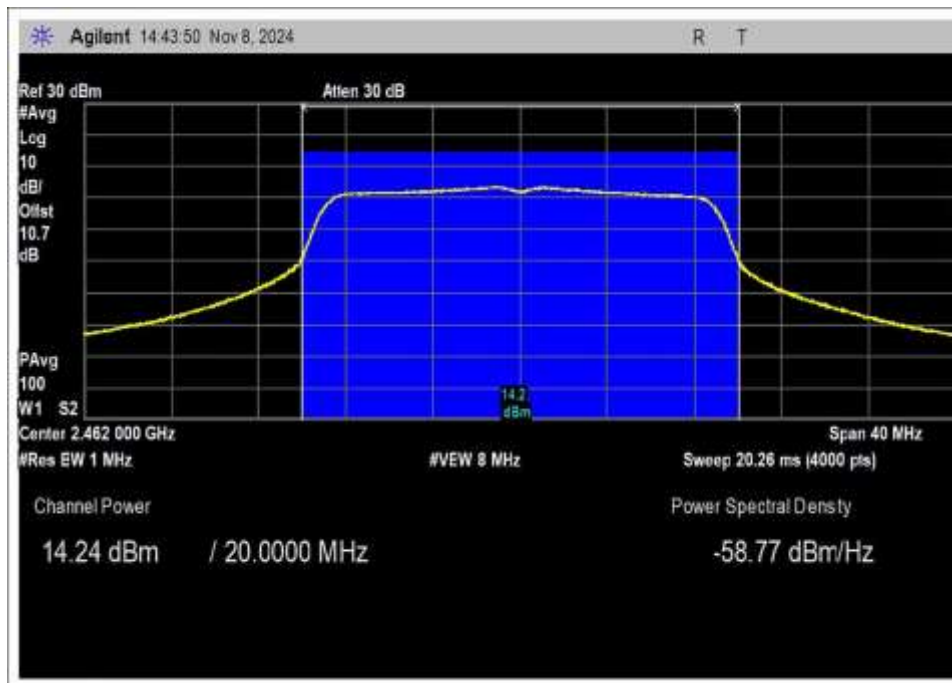 Agilent 14:43:50 Nov 8, 2024
R T
Ref 30 dBm Atten 30 dB
#Avg
Log
10
dB/
Offst
10.7
dB
PAvg
100
W1 S2
14.2
dBm
Center 2.462 000 GHz Span 40 MHz
#Res BW 1 MHz #VBW 8 MHz Sweep 20.26 ms (4000 pts)
Channel Power Power Spectral Density
14.24 dBm / 20.0000 MHz -58.77 dBm/Hz